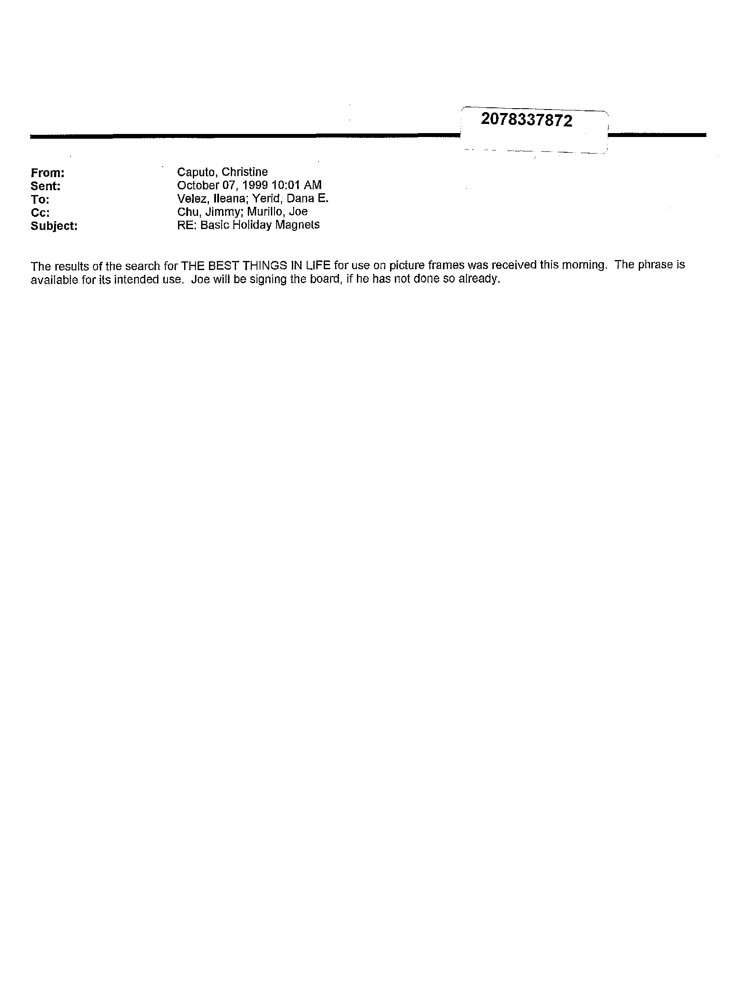 2078337872
From: Caputo, Christine
Sent: October 07, 1999 10:01 AM
To: Velez, Ileana; Yerid, Dana E.
Cc: Chu, Jimmy; Murillo, Joe
Subject: RE: Basic Holiday Magnets
The results of the search for THE BEST THINGS IN LIFE for use on picture frames was received this morning. The phrase is
available for its intended use. Joe will be signing the board, if he has not done so already.